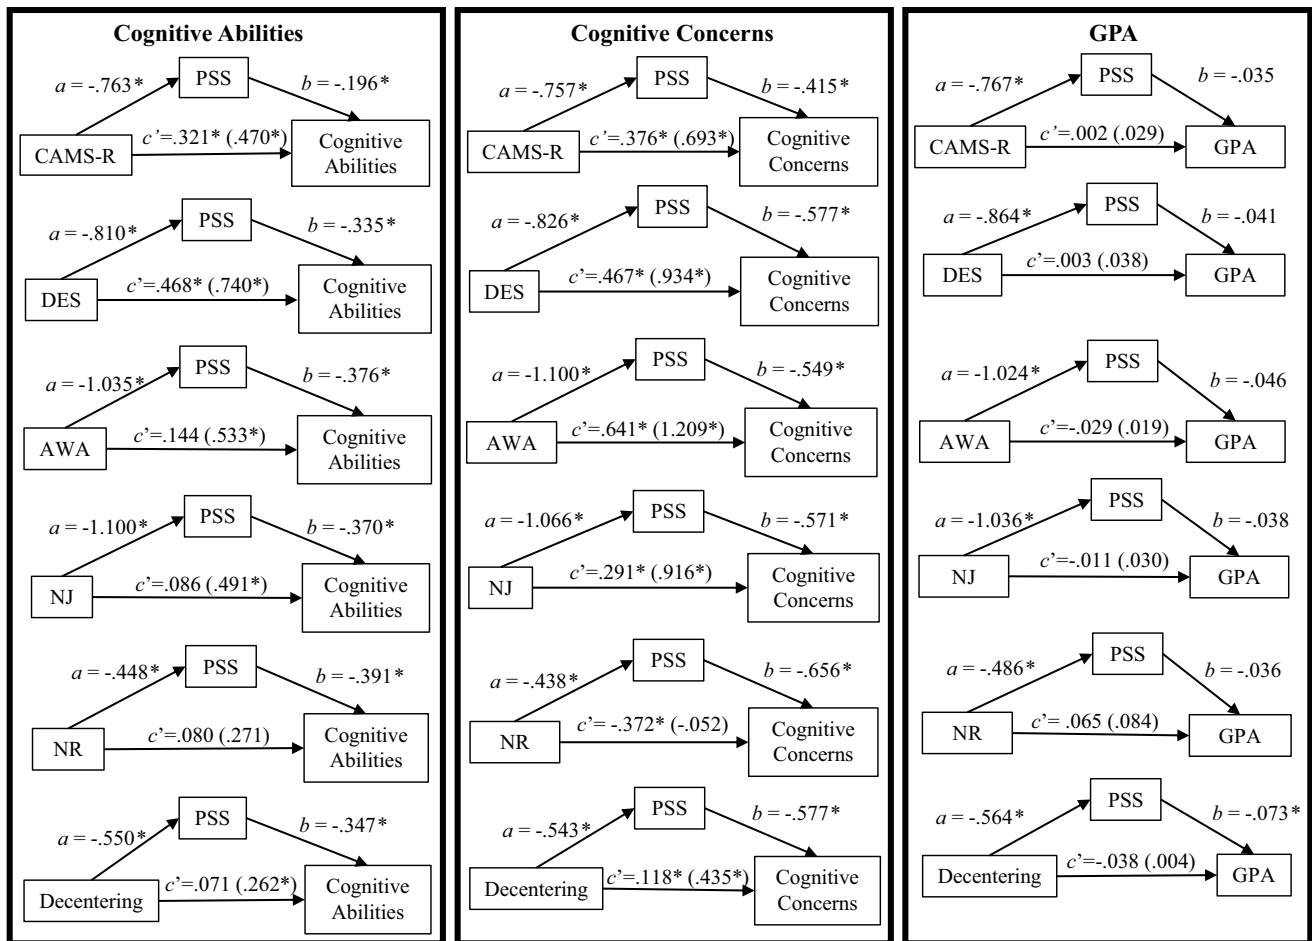 Cognitive Abilities
PSS
a = -.763*
b = -.196*
CAMS-R
c’=.321* (.470*)
Cognitive
Abilities
PSS
a = -.810*
b = -.335*
DES
c’=.468* (.740*)
Cognitive
Abilities
PSS
a = -1.035*
b = -.376*
AWA
c’=.144 (.533*)
Cognitive
Abilities
PSS
a = -1.100*
b = -.370*
NJ
c’=.086 (.491*)
Cognitive
Abilities
PSS
a = -.448*
b = -.391*
NR
c’=.080 (.271)
Cognitive
Abilities
PSS
a = -.550*
b = -.347*
Decentering
c’=.071 (.262*)
Cognitive
Abilities
Cognitive Concerns
PSS
a = -.757*
b = -.415*
CAMS-R
c’=.376* (.693*)
Cognitive
Concerns
PSS
a = -.826*
b = -.577*
DES
c’=.467* (.934*)
Cognitive
Concerns
PSS
a = -1.100*
b = -.549*
AWA
c’=.641* (1.209*)
Cognitive
Concerns
PSS
a = -1.066*
b = -.571*
NJ
c’=.291* (.916*)
Cognitive
Concerns
PSS
a = -.438*
b = -.656*
NR
c’= -.372* (-.052)
Cognitive
Concerns
PSS
a = -.543*
b = -.577*
Decentering
c’=.118* (.435*)
Cognitive
Concerns
GPA
PSS
a = -.767*
b = -.035
CAMS-R
c’=.002 (.029)
GPA
PSS
a = -.864*
b = -.041
DES
c’=.003 (.038)
GPA
PSS
a = -1.024*
b = -.046
AWA
c’=-.029 (.019)
GPA
PSS
a = -1.036*
b = -.038
NJ
c’=-.011 (.030)
GPA
PSS
a = -.486*
b = -.036
NR
c’= .065 (.084)
GPA
PSS
a = -.564*
b = -.073*
Decentering
c’=-.038 (.004)
GPA